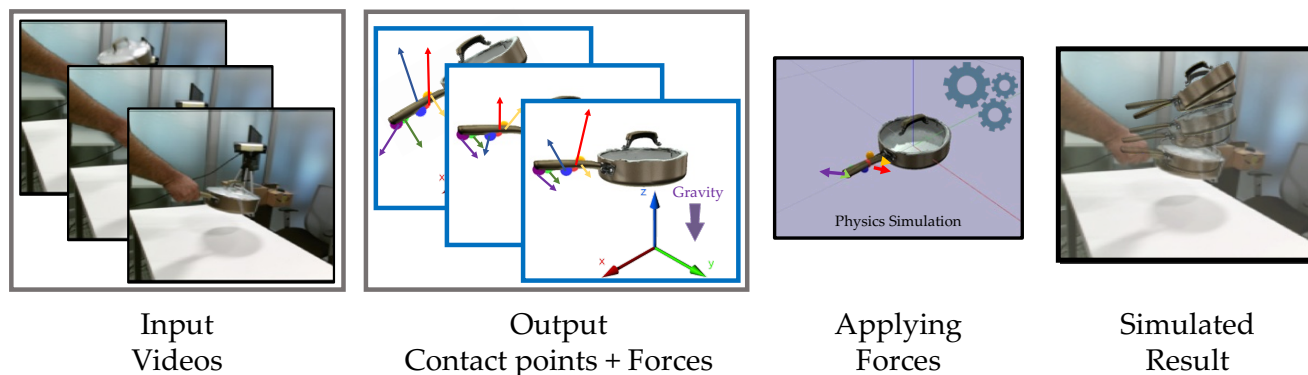 x
Gravity
z
x
y
Physics Simulation
Input
Videos
Output
Contact points + Forces
Applying
Forces
Simulated
Result